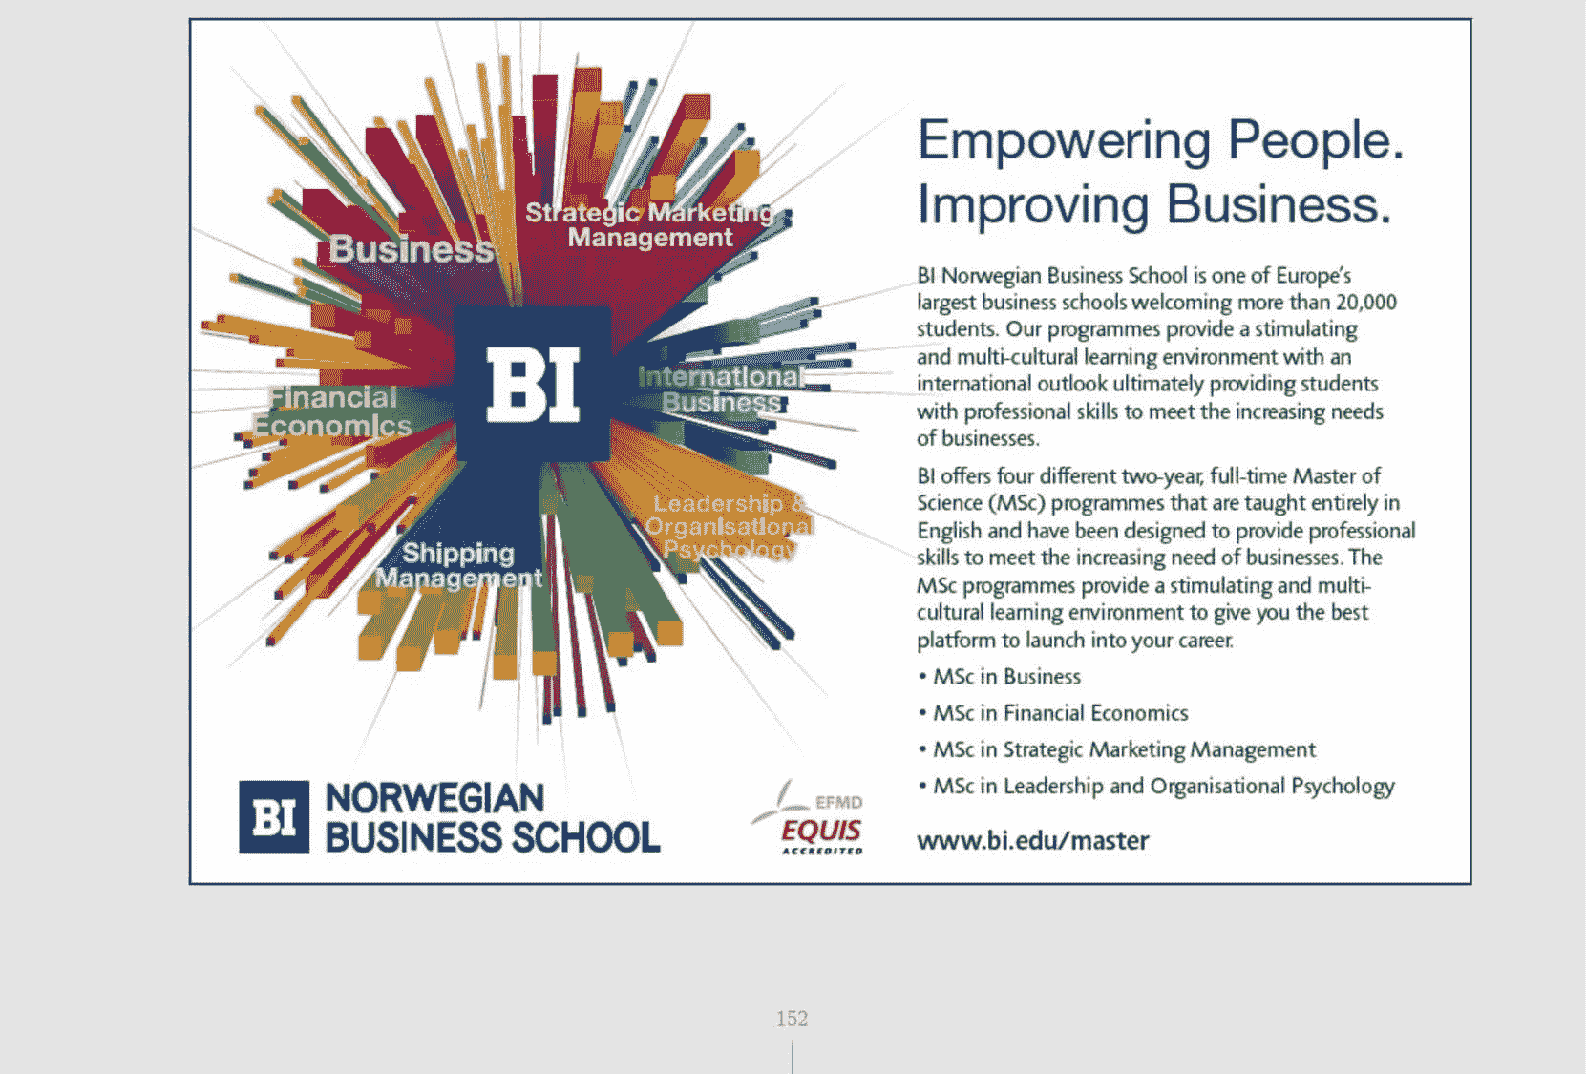 Strategic Marketing
Management
Business
International
Business
Financial
Economics
BI
Leadership &
Organisational
Psychology
Shipping
Management
BI
NORWEGIAN
BUSINESS SCHOOL
EFMD
EQUIS
ACCREDITED
Empowering People.
Improving Business.
BI Norwegian Business School is one of Europe's
largest business schools welcoming more than 20,000
students. Our programmes provide a stimulating
and multi-cultural learning environment with an
international outlook ultimately providing students
with professional skills to meet the increasing needs
of businesses.
BI offers four different two-year, full-time Master of
Science (MSc) programmes that are taught entirely in
English and have been designed to provide professional
skills to meet the increasing need of businesses. The
MSc programmes provide a stimulating and multi-
cultural learning environment to give you the best
platform to launch into your career.
• MSc in Business
• MSc in Financial Economics
• MSc in Strategic Marketing Management
• MSc in Leadership and Organisational Psychology
www.bi.edu/master
152